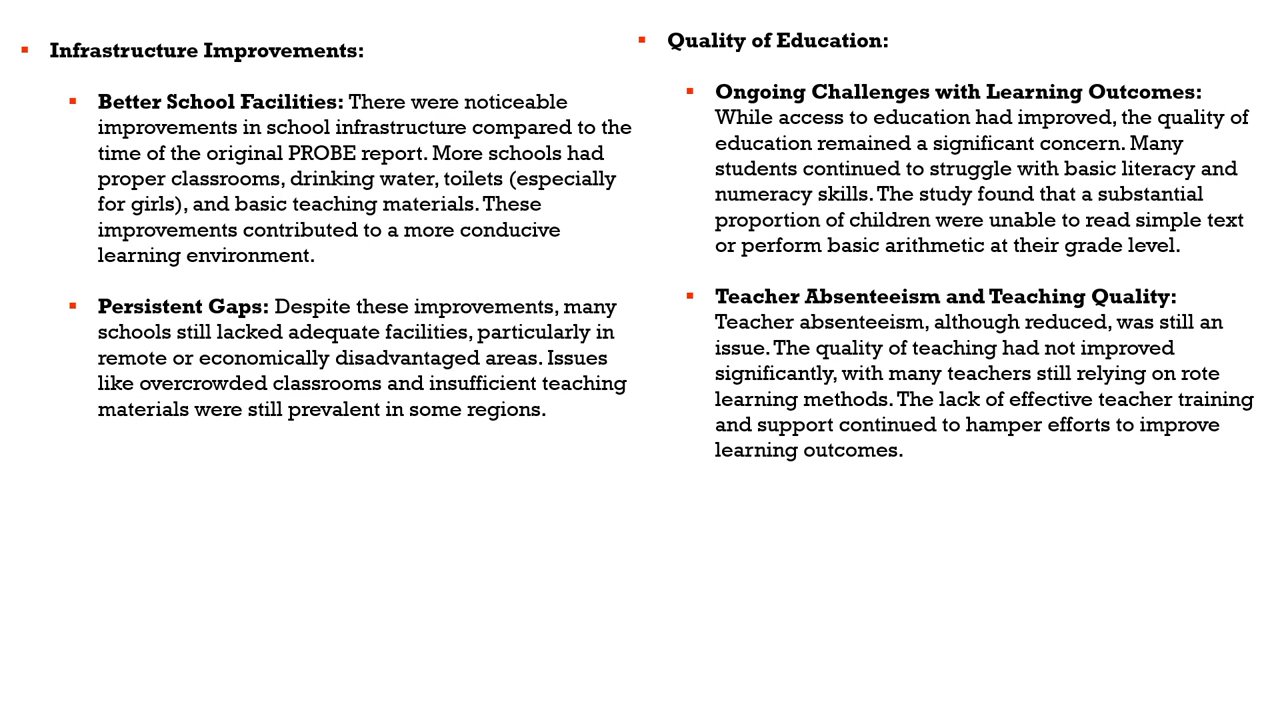 Infrastructure Improvements:
Better School Facilities: There were noticeable
improvements in school infrastructure compared to the
time of the original PROBE report. More schools had
proper classrooms, drinking water, toilets (especially
for girls), and basic teaching materials. These
improvements contributed to a more conducive
learning environment.
Persistent Gaps: Despite these improvements, many
schools still lacked adequate facilities, particularly in
remote or economically disadvantaged areas. Issues
like overcrowded classrooms and insufficient teaching
materials were still prevalent in some regions.
Quality of Education:
Ongoing Challenges with Learning Outcomes:
While access to education had improved, the quality of
education remained a significant concern. Many
students continued to struggle with basic literacy and
numeracy skills. The study found that a substantial
proportion of children were unable to read simple text
or perform basic arithmetic at their grade level.
Teacher Absenteeism and Teaching Quality:
Teacher absenteeism, although reduced, was still an
issue. The quality of teaching had not improved
significantly, with many teachers still relying on rote
learning methods. The lack of effective teacher training
and support continued to hamper efforts to improve
learning outcomes.